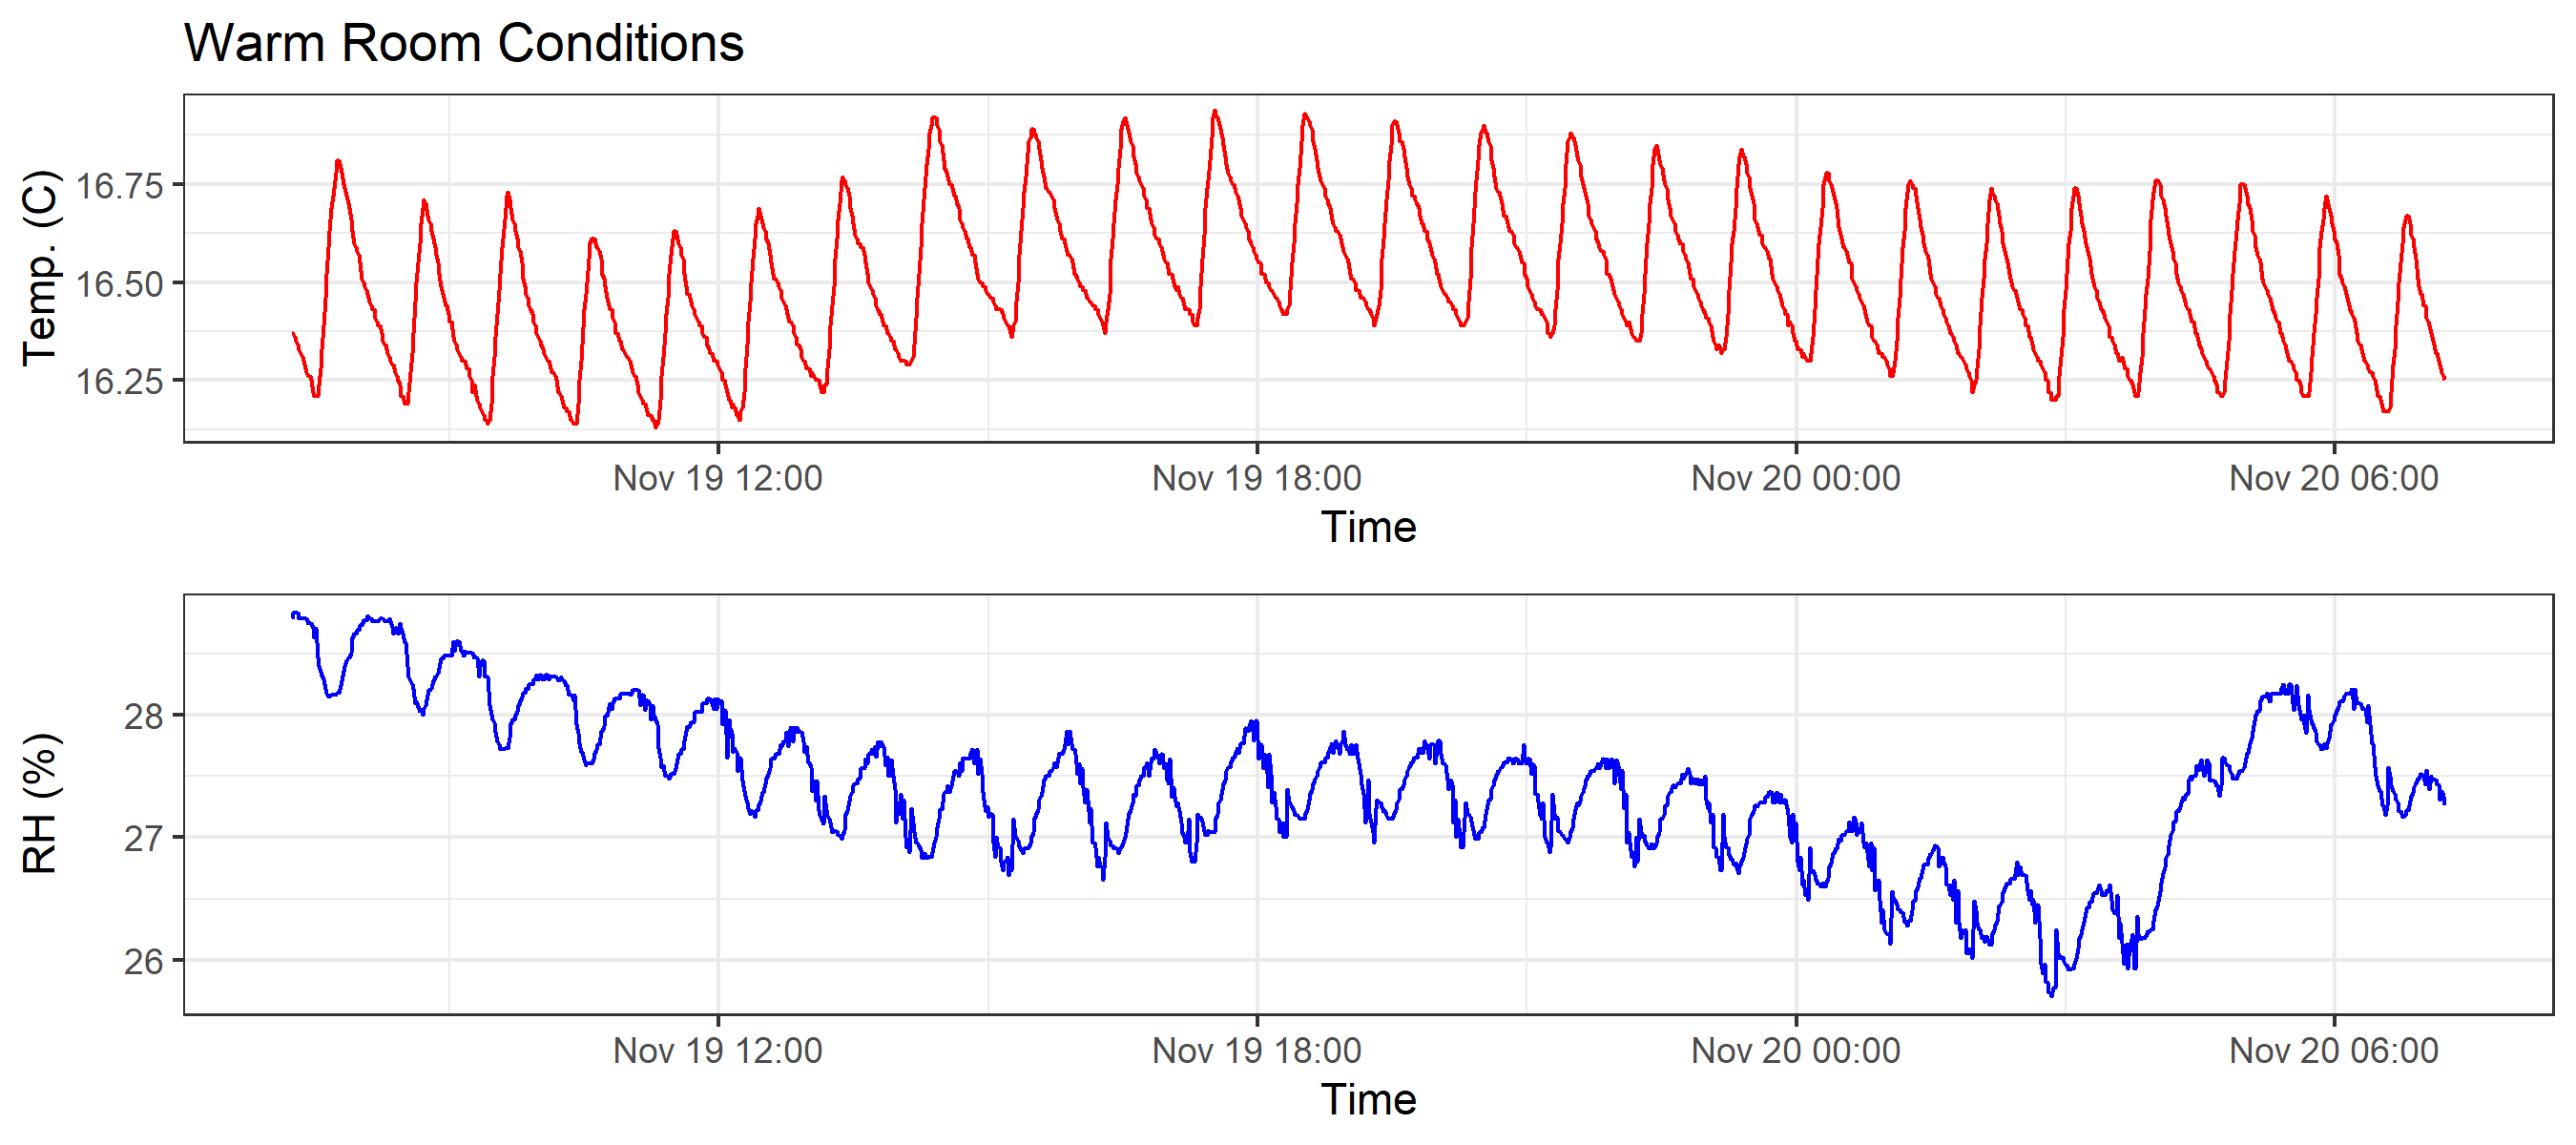 Warm Room Conditions
Temp. (C)
16.75
16.50
16.25
Nov 19 12:00 Nov 19 18:00 Nov 20 00:00 Nov 20 06:00
Time
RH (%)
28
27
26
Nov 19 12:00 Nov 19 18:00 Nov 20 00:00 Nov 20 06:00
Time